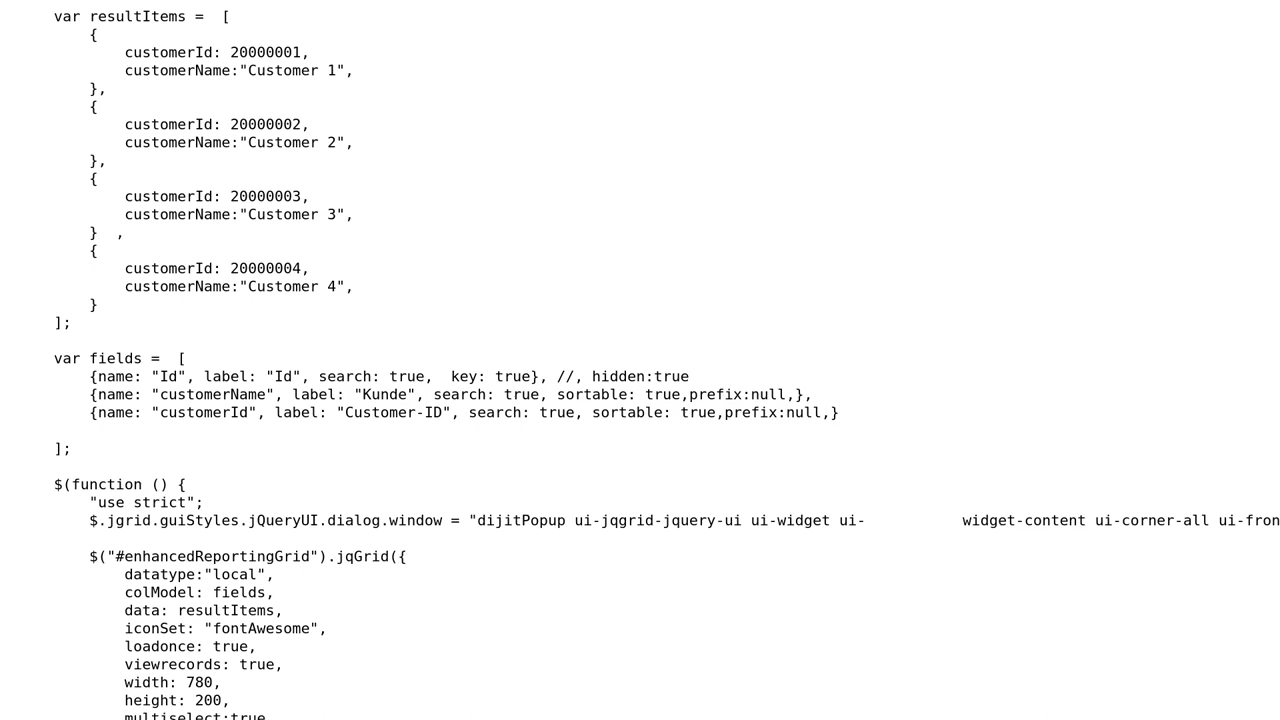 var resultItems =  [
    {
        customerId: 20000001,
        customerName:"Customer 1",
    },
    {
        customerId: 20000002,
        customerName:"Customer 2",
    },
    {
        customerId: 20000003,
        customerName:"Customer 3",
    }  ,
    {
        customerId: 20000004,
        customerName:"Customer 4",
    }
];

var fields =  [
    {name: "Id", label: "Id", search: true,  key: true}, //, hidden:true
    {name: "customerName", label: "Kunde", search: true, sortable: true,prefix:null,},
    {name: "customerId", label: "Customer-ID", search: true, sortable: true,prefix:null,}

];

$(function () {
    "use strict";
    $.jgrid.guiStyles.jQueryUI.dialog.window = "dijitPopup ui-jqgrid-jquery-ui ui-widget ui-           widget-content ui-corner-all ui-fron

    $("#enhancedReportingGrid").jqGrid({
        datatype:"local",
        colModel: fields,
        data: resultItems,
        iconSet: "fontAwesome",
        loadonce: true,
        viewrecords: true,
        width: 780,
        height: 200,
        multiselect:true